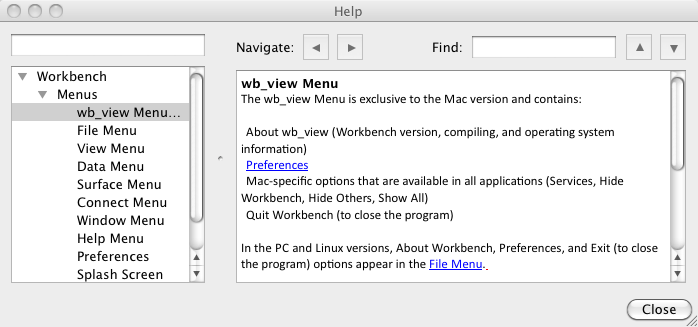 Help
Navigate:
Find:
Workbench
Menus
wb_view Menu...
File Menu
View Menu
Data Menu
Surface Menu
Connect Menu
Window Menu
Help Menu
Preferences
Splash Screen
wb_view Menu
The wb_view Menu is exclusive to the Mac version and contains:
About wb_view (Workbench version, compiling, and operating system
information)
Preferences
Mac-specific options that are available in all applications (Services, Hide
Workbench, Hide Others, Show All)
Quit Workbench (to close the program)
In the PC and Linux versions, About Workbench, Preferences, and Exit (to close
the program) options appear in the File Menu.
Close